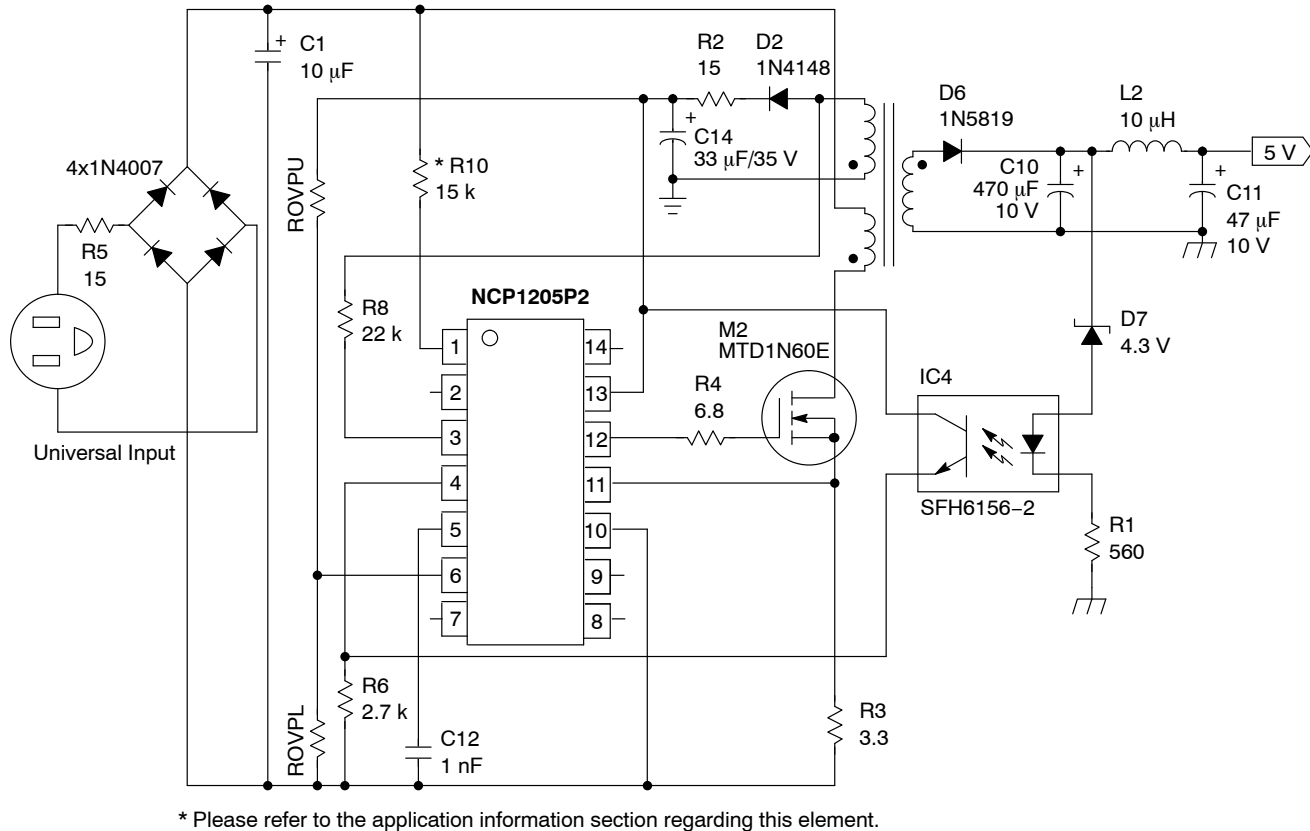 C1
10 μF
R2
15
D2
1N4148
D6
1N5819
L2
10 μH
5 V
C14
33 μF/35 V
C10
470 μF
10 V
C11
47 μF
10 V
4x1N4007
* R10
15 k
ROVPU
R5
15
R8
22 k
NCP1205P2
M2
MTD1N60E
D7
4.3 V
Universal Input
R4
6.8
IC4
SFH6156−2
1
2
3
4
5
6
7
14
13
12
11
10
9
8
R1
560
R6
2.7 k
ROVPL
C12
1 nF
R3
3.3
* Please refer to the application information section regarding this element.